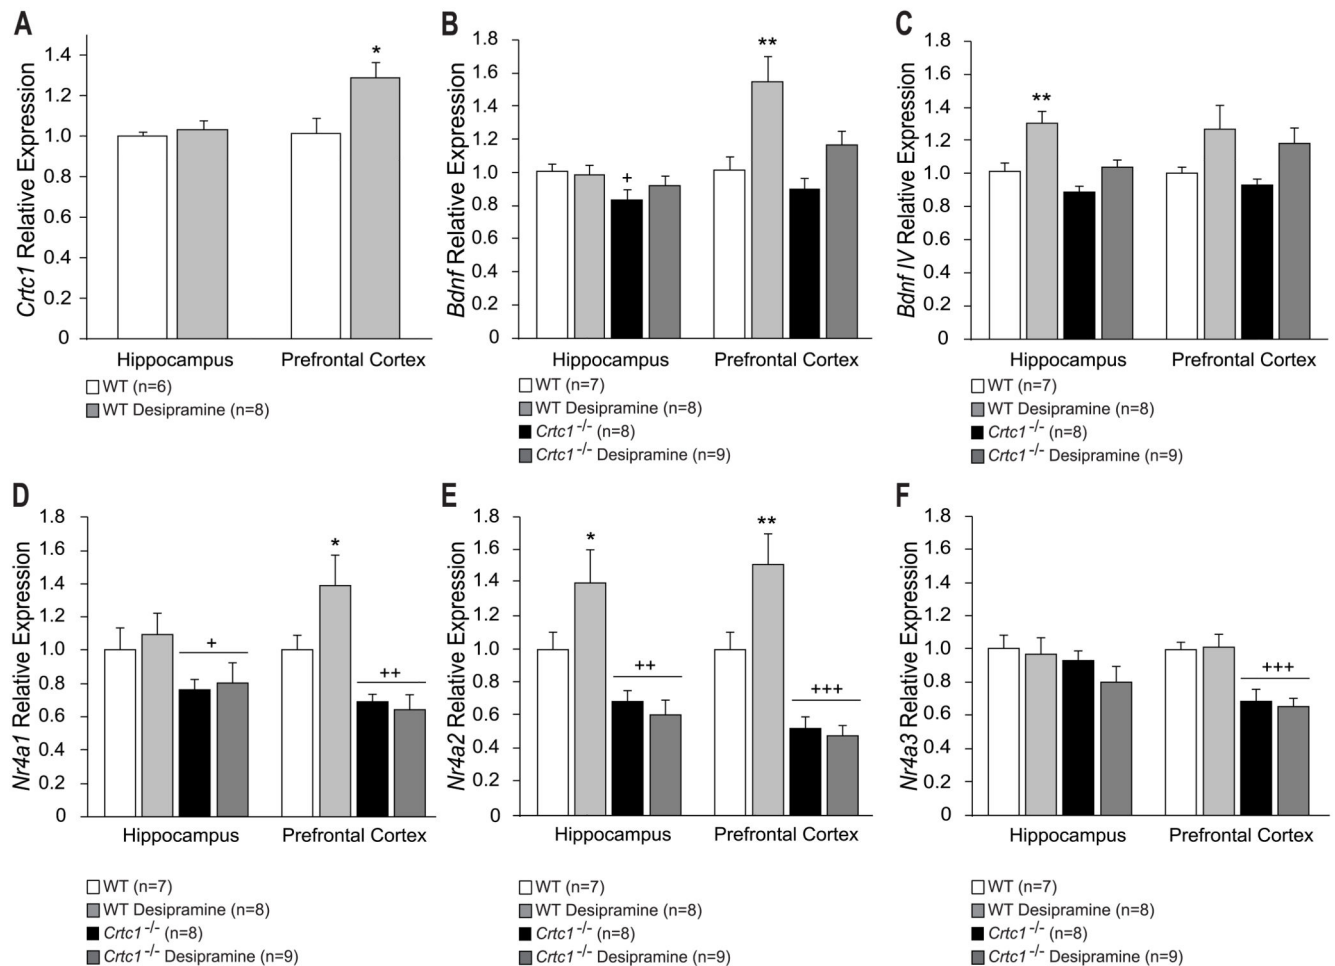 A
Crtc1 Relative Expression
1.4
1.2
1.0
0.8
0.6
0.4
0.2
0
*
Hippocampus
Prefrontal Cortex
WT (n=6)
WT Desipramine (n=8)
B
Bdnf Relative Expression
1.8
1.6
1.4
1.2
1.0
0.8
0.6
0.4
0.2
0
+
**
Hippocampus
Prefrontal Cortex
WT (n=7)
WT Desipramine (n=8)
Crtc1-/- (n=8)
Crtc1-/- Desipramine (n=9)
C
Bdnf IV Relative Expression
1.8
1.6
1.4
1.2
1.0
0.8
0.6
0.4
0.2
0
**
Hippocampus
Prefrontal Cortex
WT (n=7)
WT Desipramine (n=8)
Crtc1-/- (n=8)
Crtc1-/- Desipramine (n=9)
D
Nr4a1 Relative Expression
1.8
1.6
1.4
1.2
1.0
0.8
0.6
0.4
0.2
0
+
*
++
Hippocampus
Prefrontal Cortex
WT (n=7)
WT Desipramine (n=8)
Crtc1-/- (n=8)
Crtc1-/- Desipramine (n=9)
E
Nr4a2 Relative Expression
1.8
1.6
1.4
1.2
1.0
0.8
0.6
0.4
0.2
0
*
++
**
+++
Hippocampus
Prefrontal Cortex
WT (n=7)
WT Desipramine (n=8)
Crtc1-/- (n=8)
Crtc1-/- Desipramine (n=9)
F
Nr4a3 Relative Expression
1.8
1.6
1.4
1.2
1.0
0.8
0.6
0.4
0.2
0
+++
Hippocampus
Prefrontal Cortex
WT (n=7)
WT Desipramine (n=8)
Crtc1-/- (n=8)
Crtc1-/- Desipramine (n=9)